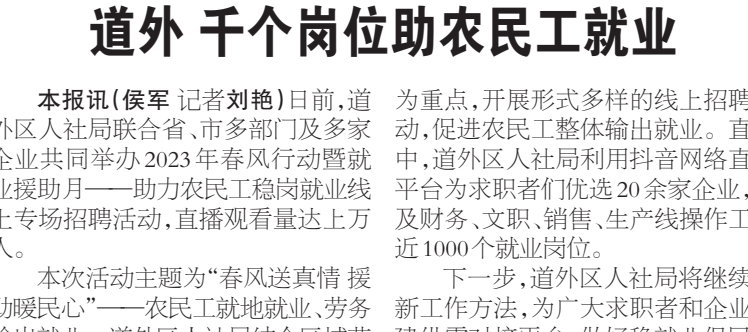 道外 千个岗位助农民工就业
本报讯(侯军 记者刘艳)日前,道
外区人社局联合省、市多部门及多家
企业共同举办2023年春风行动暨就
业援助月——助力农民工稳岗就业线
上专场招聘活动,直播观看量达上万
人。
本次活动主题为“春风送真情 援
助暖民心”——农民工就地就业、劳务
为重点,开展形式多样的线上招聘
动,促进农民工整体输出就业。直
中,道外区人社局利用抖音网络直
平台为求职者们优选20余家企业,
及财务、文职、销售、生产线操作工
近1000个就业岗位。
下一步,道外区人社局将继续
新工作方法,为广大求职者和企业